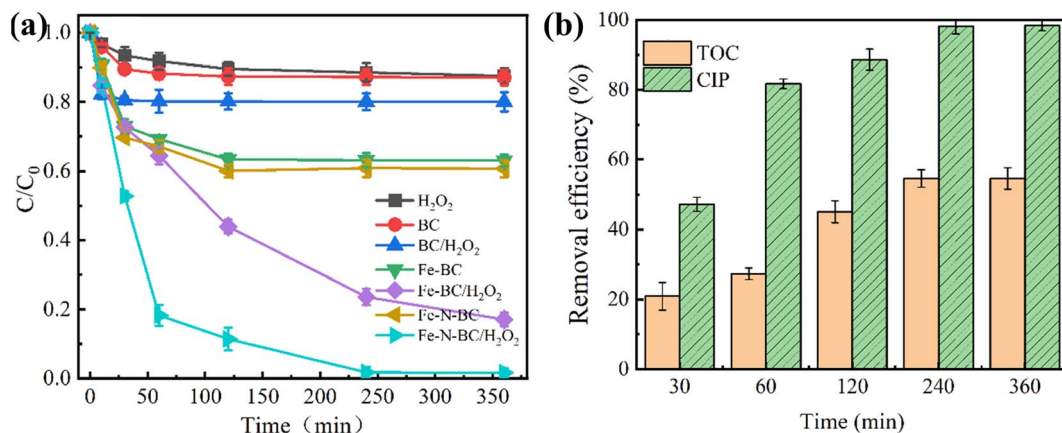 (a)
1.0
0.8
0.6
0.4
0.2
0.0
C/C₀
H₂O₂
BC
BC/H₂O₂
Fe-BC
Fe-BC/H₂O₂
Fe-N-BC
Fe-N-BC/H₂O₂
0 50 100 150 200 250 300 350
Time（min）
(b)
100
80
60
40
20
0
Removal efficiency (%)
TOC
CIP
30 60 120 240 360
Time (min)